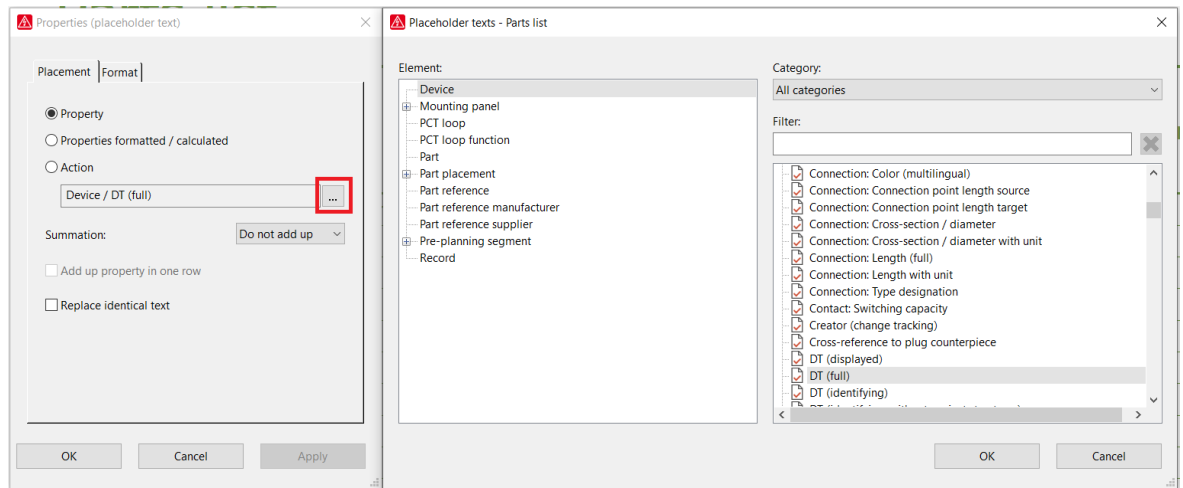 Properties (placeholder text)
Placement
Format
Property
Properties formatted / calculated
Action
Device / DT (full)
...
Summation:
Do not add up
Add up property in one row
Replace identical text
OK
Cancel
Apply
Placeholder texts - Parts list
Element:
Device
Mounting panel
PCT loop
PCT loop function
Part
Part placement
Part reference
Part reference manufacturer
Part reference supplier
Pre-planning segment
Record
Category:
All categories
Filter:
Connection: Color (multilingual)
Connection: Connection point length source
Connection: Connection point length target
Connection: Cross-section / diameter
Connection: Cross-section / diameter with unit
Connection: Length (full)
Connection: Length with unit
Connection: Type designation
Contact: Switching capacity
Creator (change tracking)
Cross-reference to plug counterpiece
DT (displayed)
DT (full)
DT (identifying)
OK
Cancel